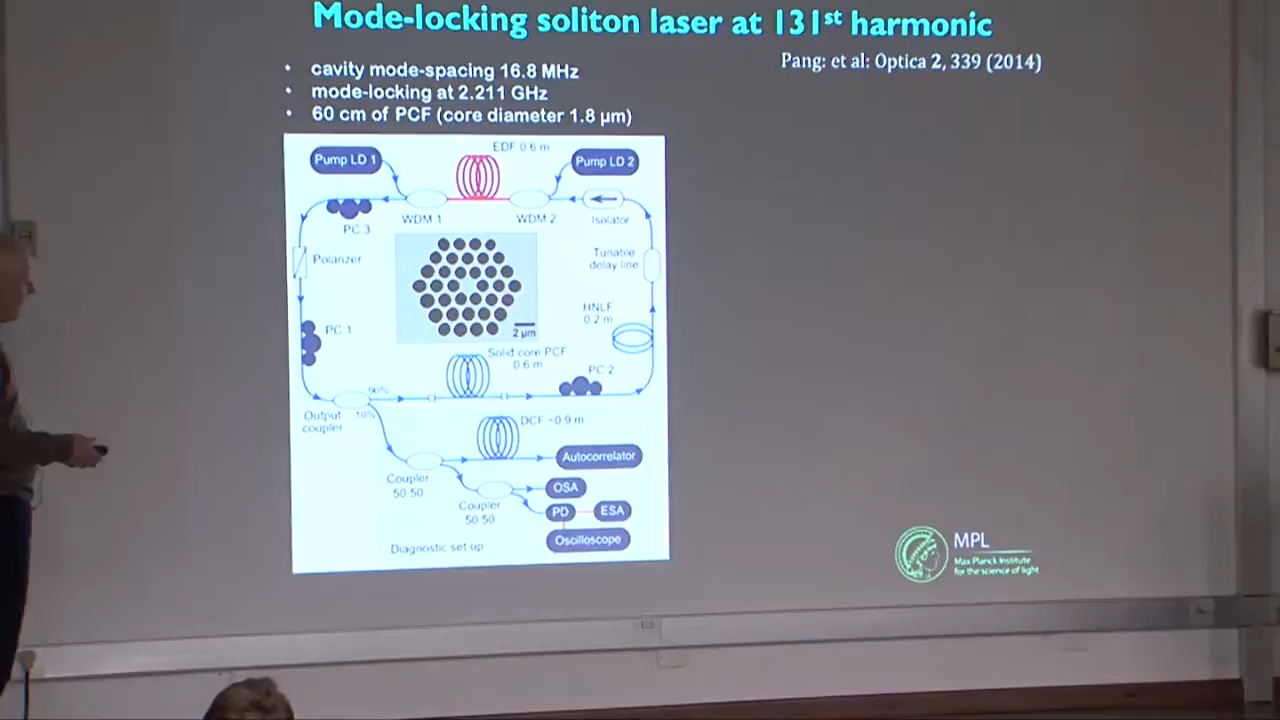 Mode-locking soliton laser at 131st harmonic
Pang: et al: Optica 2, 339 (2014)
• cavity mode-spacing 16.8 MHz
• mode-locking at 2.211 GHz
• 60 cm of PCF (core diameter 1.8 µm)
EDF 0.6 m
Pump LD 1
Pump LD 2
WDM 1
WDM 2
Isolator
PC 3
Polarizer
Tunable
delay line
HNLF
0.2 m
PC 1
2 µm
Solid core PCF
0.6 m
PC 2
90%
Output
coupler
10%
DCF ~0.9 m
Autocorrelator
Coupler
50:50
OSA
Coupler
50:50
PD
ESA
Oscilloscope
Diagnostic set up
MPL
Max Planck Institute
for the science of light